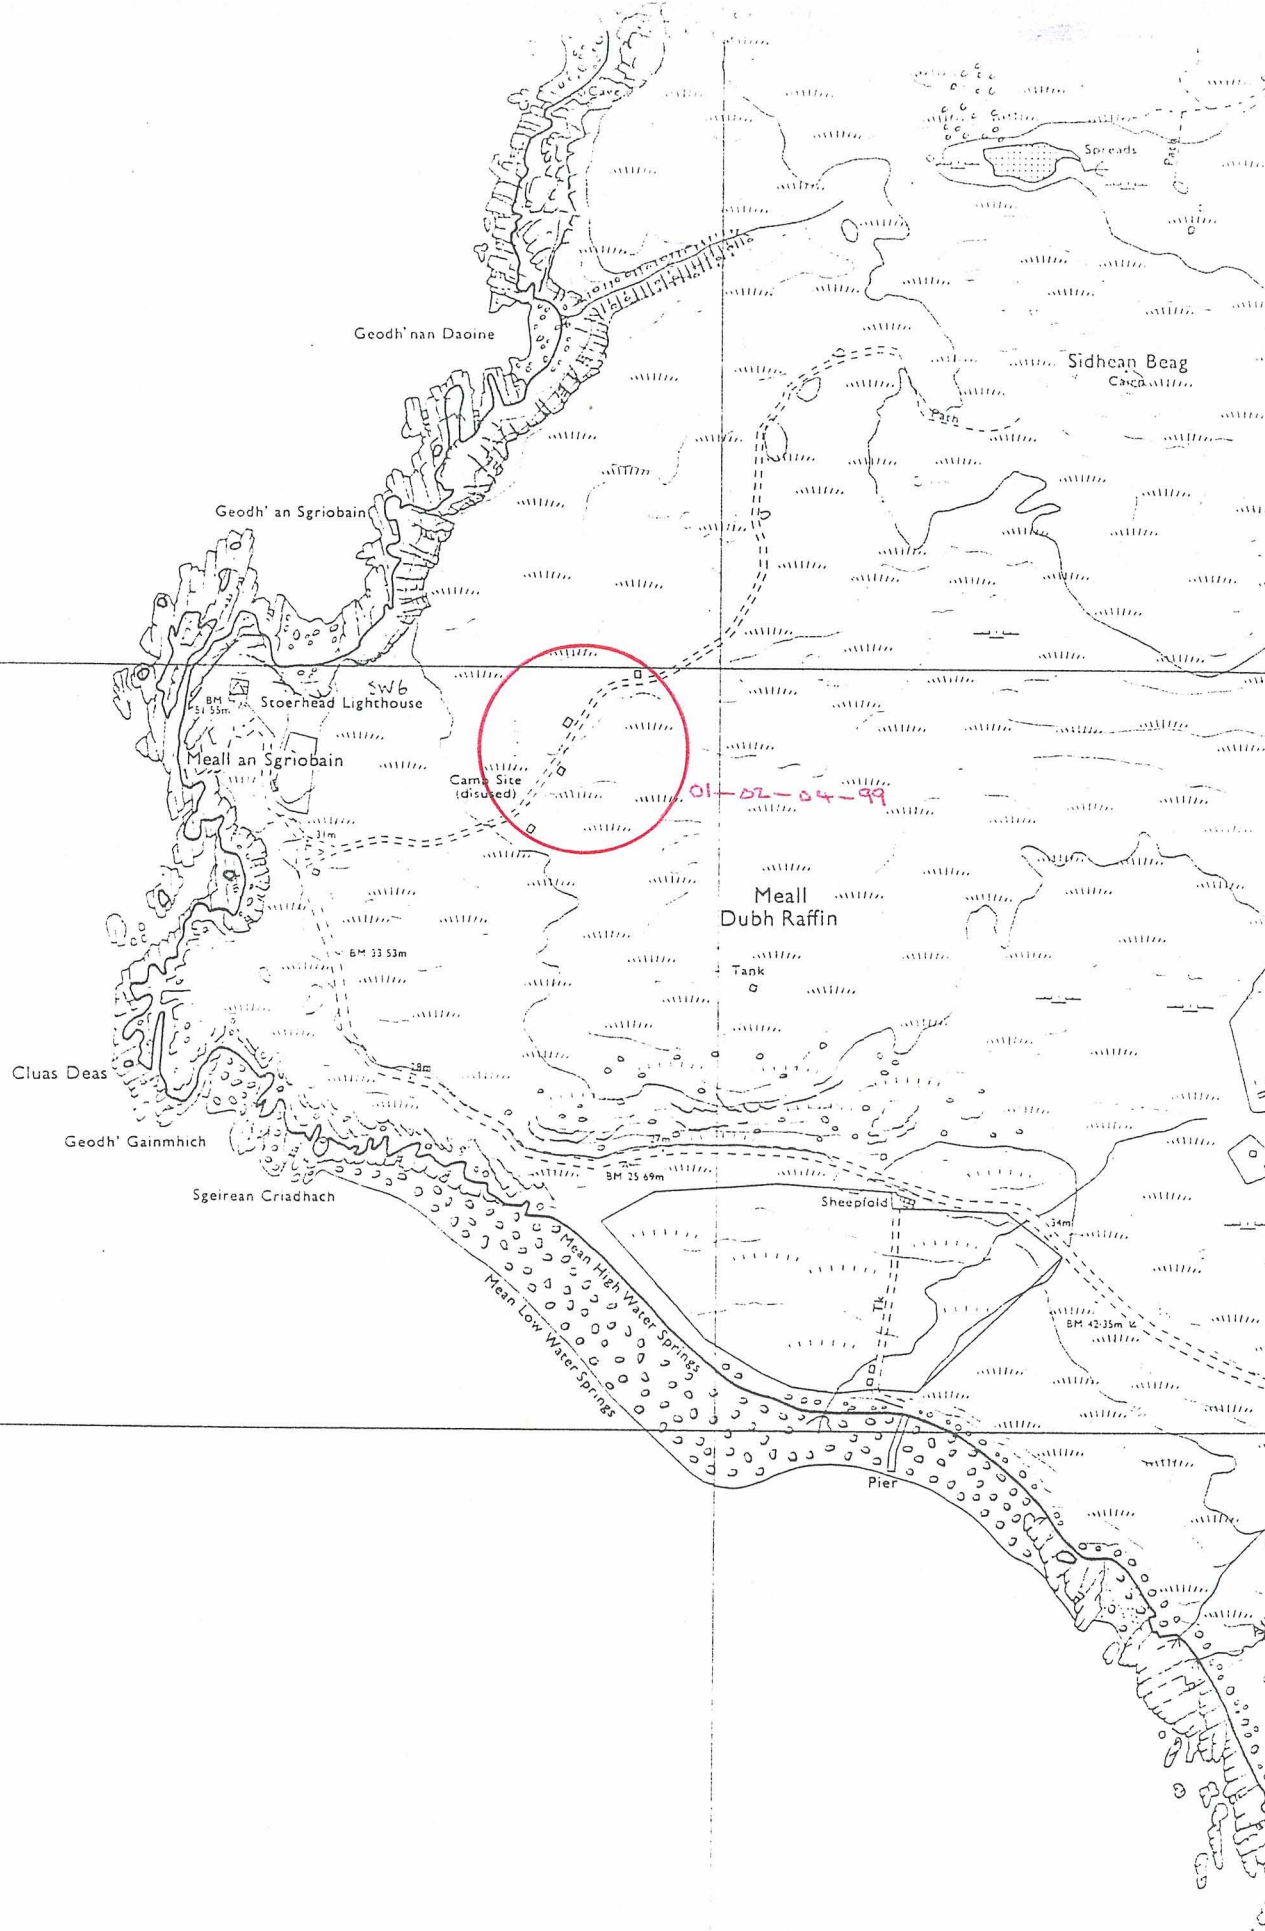 Cave
Spreads
Path
Geodh' nan Daoine
Sidhean Beag
Cairn
Path
Geodh' an Sgriobain
SW6
Stoerhead Lighthouse
BM
51 55m
Meall an Sgriobain
Camp Site
(disused)
01-02-04-99
31m
Meall
Dubh Raffin
BM 33 53m
Tank
Cluas Deas
Geodh' Gainmhich
27m
BM 25 69m
Sgeirean Criadhach
Sheepfold
34m
Mean High Water Springs
Mean Low Water Springs
Tk
BM 42·35m
Pier